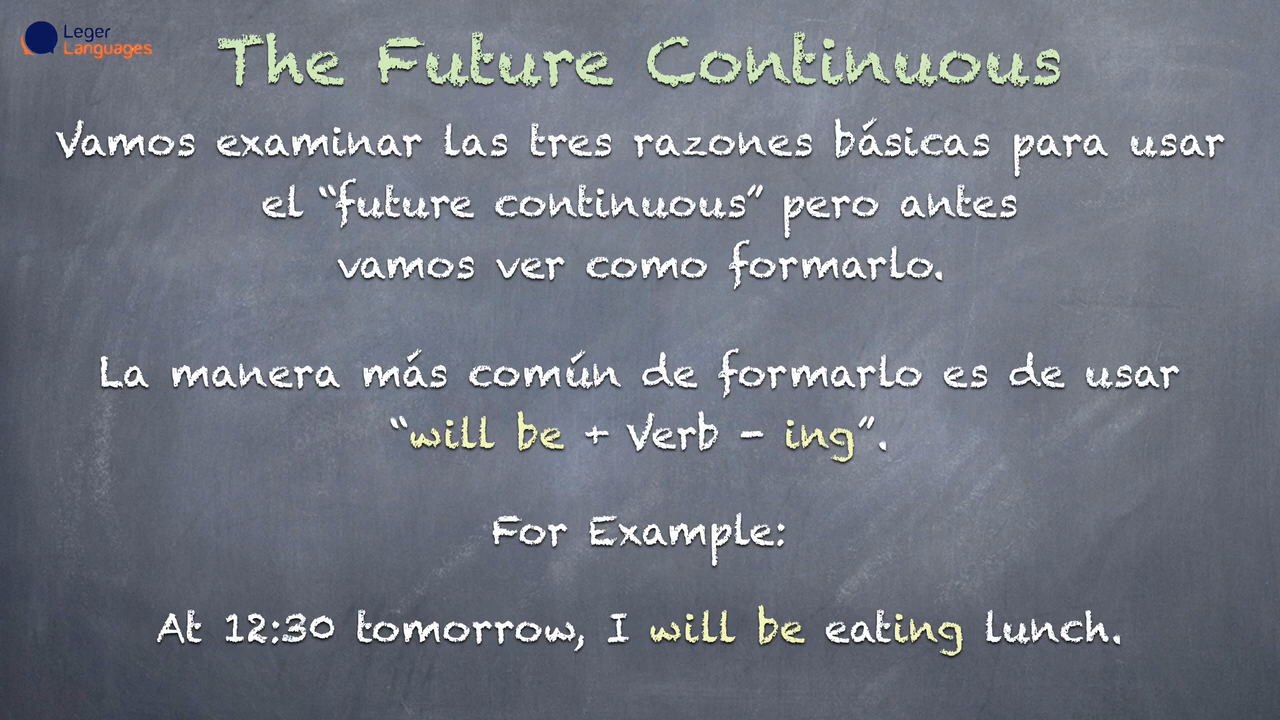 Leger
Languages
The Future Continuous
Vamos examinar las tres razones básicas para usar
el “future continuous” pero antes
vamos ver como formarlo.
La manera más común de formarlo es de usar
“will be + Verb - ing”.
For Example:
At 12:30 tomorrow, I will be eating lunch.